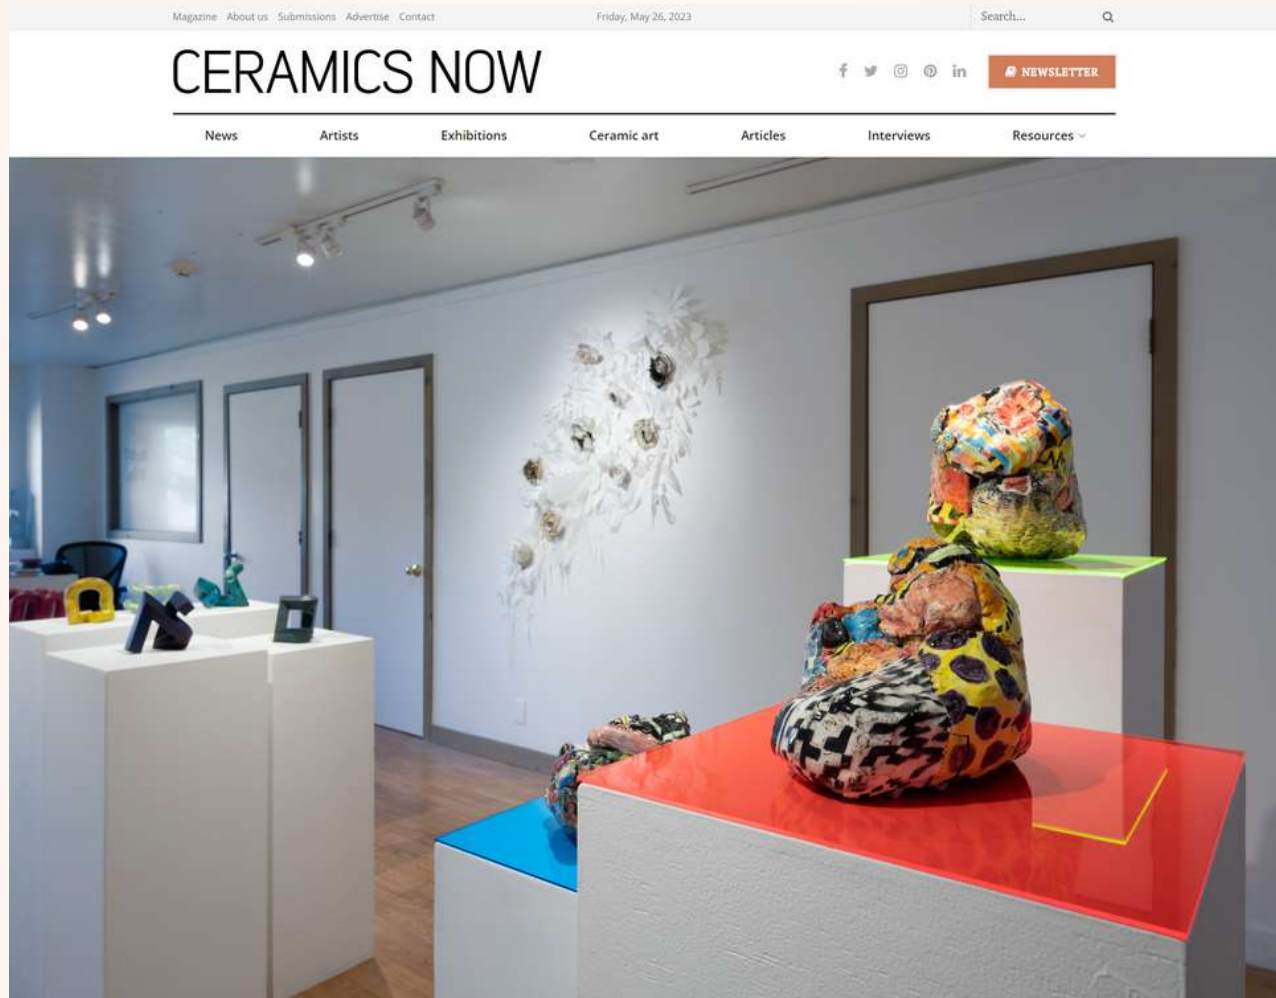 Magazine About us Submissions Advertise Contact Friday, May 26, 2023 Search...
CERAMICS NOW
NEWSLETTER
News Artists Exhibitions Ceramic art Articles Interviews Resources